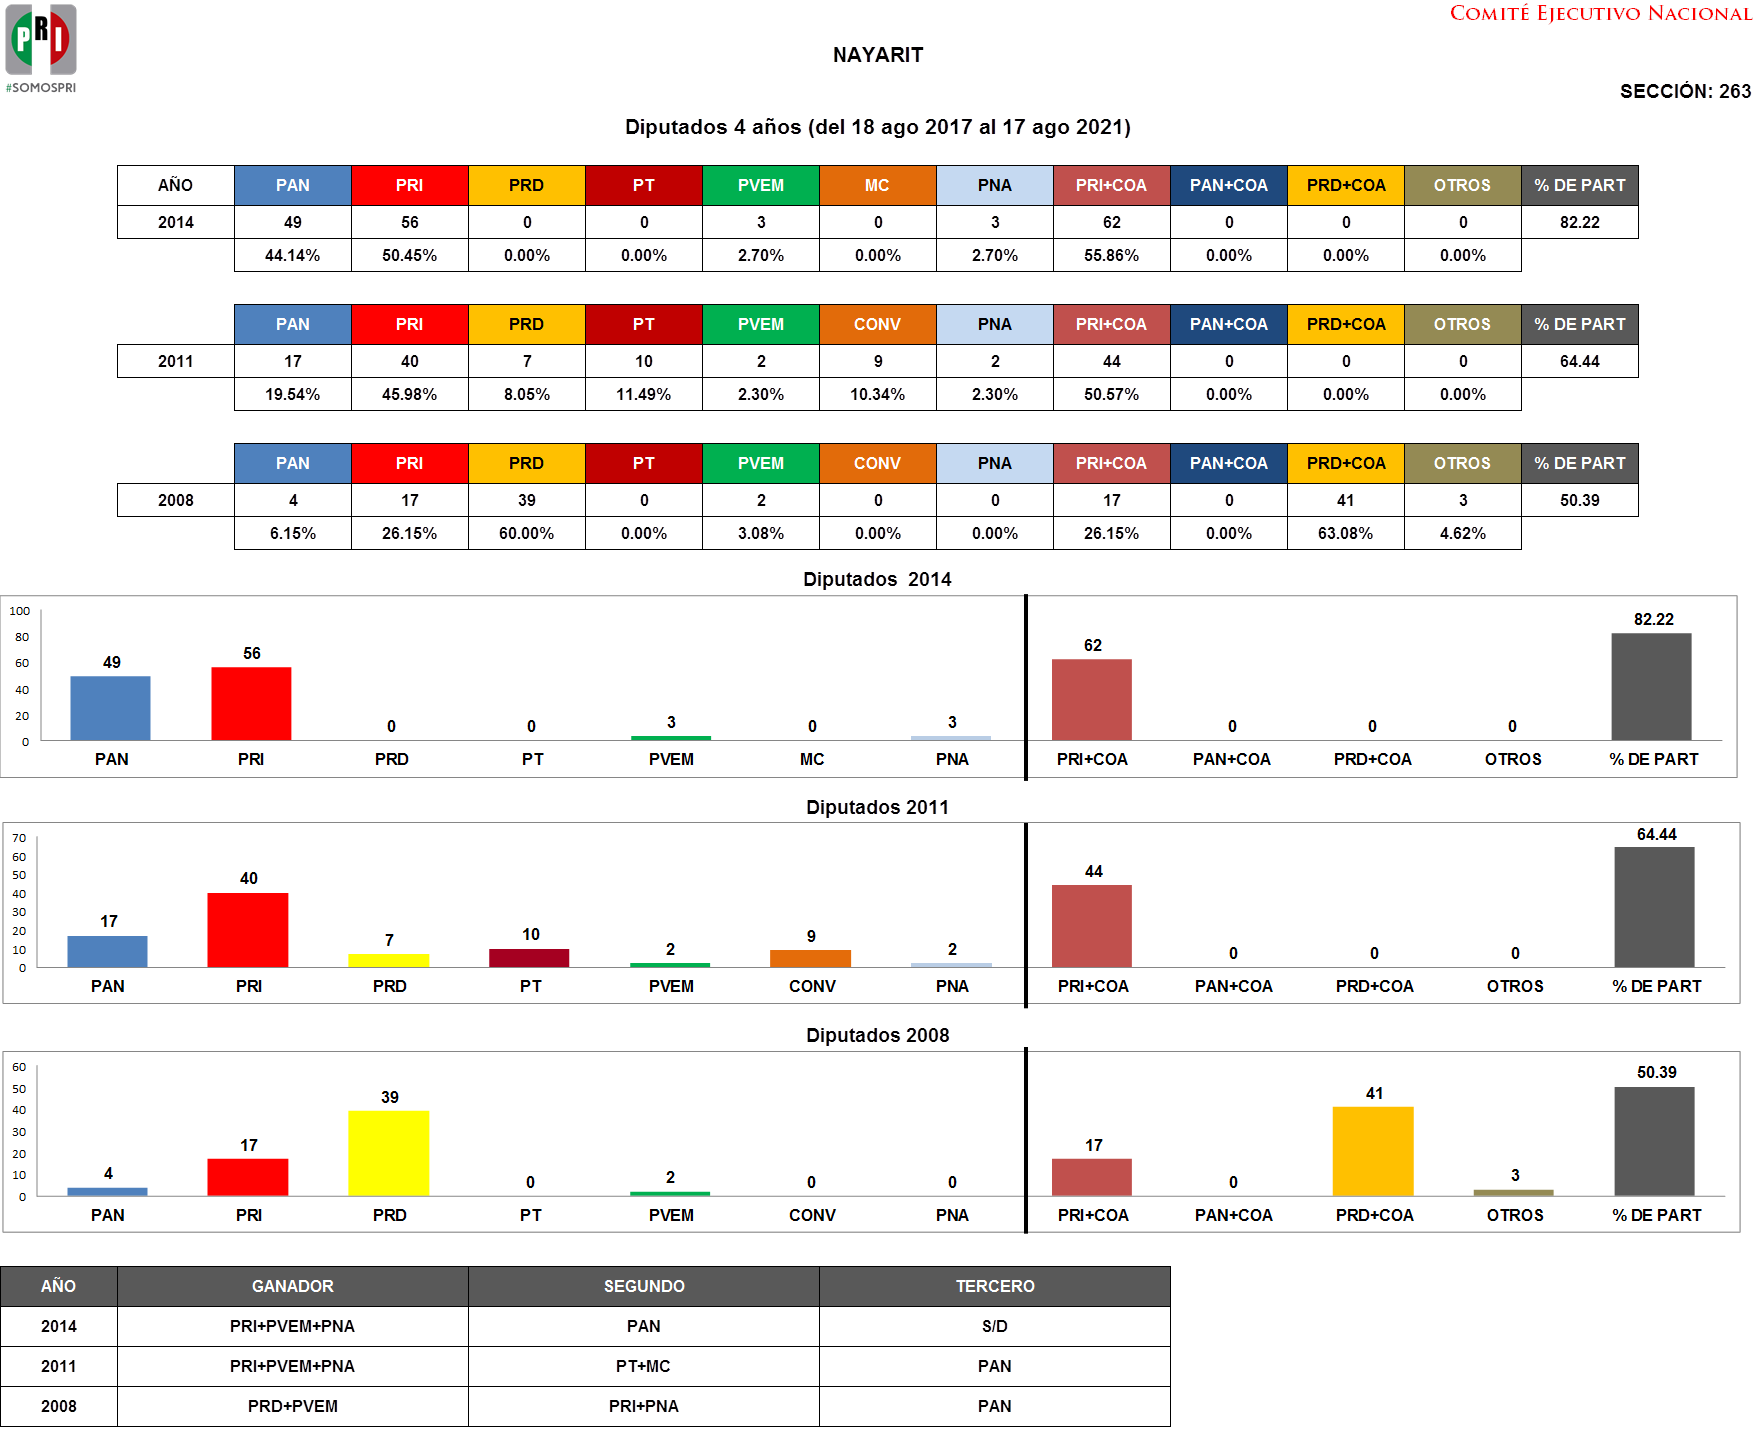 PRI
#SOMOSPRI
COMITÉ EJECUTIVO NACIONAL
NAYARIT
SECCIÓN: 263
Diputados 4 años (del 18 ago 2017 al 17 ago 2021)
AÑO PAN PRI PRD PT PVEM MC PNA PRI+COA PAN+COA PRD+COA OTROS % DE PART
2014 49 56 0 0 3 0 3 62 0 0 0 82.22
44.14% 50.45% 0.00% 0.00% 2.70% 0.00% 2.70% 55.86% 0.00% 0.00% 0.00%
PAN PRI PRD PT PVEM CONV PNA PRI+COA PAN+COA PRD+COA OTROS % DE PART
2011 17 40 7 10 2 9 2 44 0 0 0 64.44
19.54% 45.98% 8.05% 11.49% 2.30% 10.34% 2.30% 50.57% 0.00% 0.00% 0.00%
PAN PRI PRD PT PVEM CONV PNA PRI+COA PAN+COA PRD+COA OTROS % DE PART
2008 4 17 39 0 2 0 0 17 0 41 3 50.39
6.15% 26.15% 60.00% 0.00% 3.08% 0.00% 0.00% 26.15% 0.00% 63.08% 4.62%
Diputados  2014
100
80
60
40
20
0
49 56 0 0 3 0 3 62 0 0 0 82.22
PAN PRI PRD PT PVEM MC PNA PRI+COA PAN+COA PRD+COA OTROS % DE PART
Diputados 2011
70
60
50
40
30
20
10
0
17 40 7 10 2 9 2 44 0 0 0 64.44
PAN PRI PRD PT PVEM CONV PNA PRI+COA PAN+COA PRD+COA OTROS % DE PART
Diputados 2008
60
50
40
30
20
10
0
4 17 39 0 2 0 0 17 0 41 3 50.39
PAN PRI PRD PT PVEM CONV PNA PRI+COA PAN+COA PRD+COA OTROS % DE PART
AÑO GANADOR SEGUNDO TERCERO
2014 PRI+PVEM+PNA PAN S/D
2011 PRI+PVEM+PNA PT+MC PAN
2008 PRD+PVEM PRI+PNA PAN